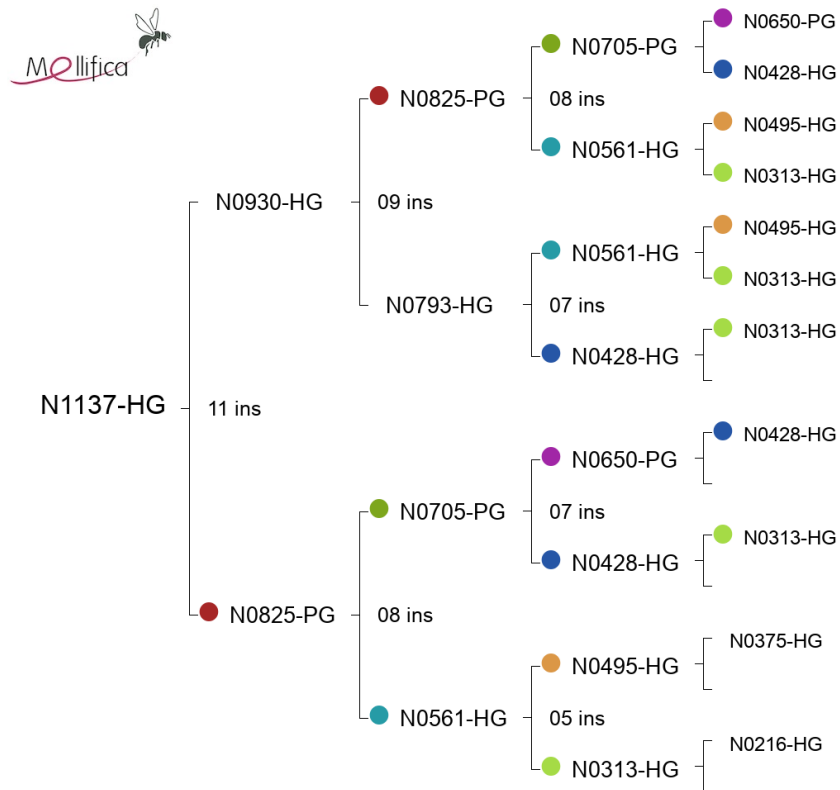 Mellifica
N0650-PG
N0705-PG
N0428-HG
N0825-PG
08 ins
N0495-HG
N0561-HG
N0313-HG
N0930-HG
09 ins
N0495-HG
N0561-HG
N0313-HG
N0793-HG
07 ins
N0313-HG
N0428-HG
N1137-HG
11 ins
N0428-HG
N0650-PG
N0705-PG
07 ins
N0313-HG
N0428-HG
N0825-PG
08 ins
N0375-HG
N0495-HG
N0561-HG
05 ins
N0216-HG
N0313-HG